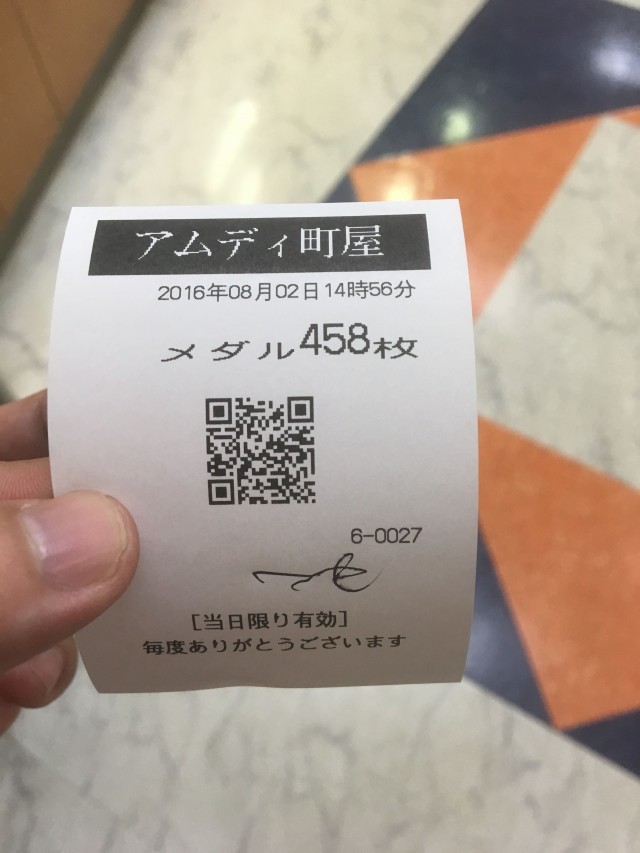 アムディ町屋
2016年08月02日14時56分
メダル458枚
6-0027
[当日限り有効]
毎度ありがとうございます